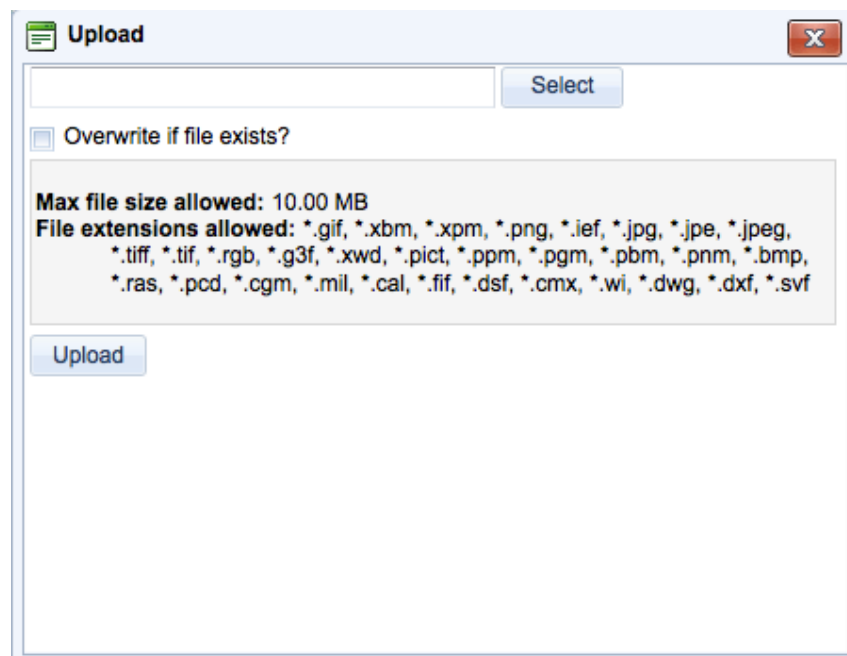 Upload
X
Select
Overwrite if file exists?
Max file size allowed: 10.00 MB
File extensions allowed: *.gif, *.xbm, *.xpm, *.png, *.ief, *.jpg, *.jpe, *.jpeg,
*.tiff, *.tif, *.rgb, *.g3f, *.xwd, *.pict, *.ppm, *.pgm, *.pbm, *.pnm, *.bmp,
*.ras, *.pcd, *.cgm, *.mil, *.cal, *.fif, *.dsf, *.cmx, *.wi, *.dwg, *.dxf, *.svf
Upload